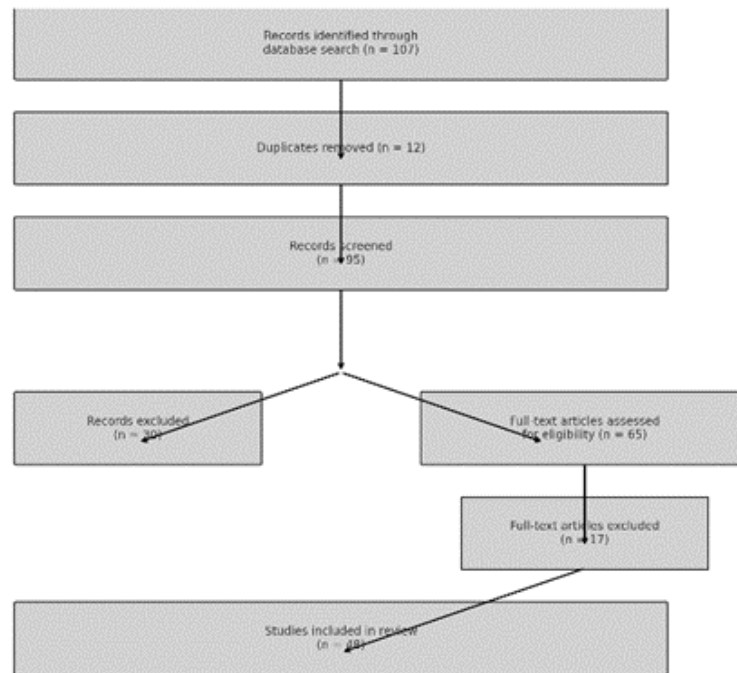 Records identified through
database search (n = 107)
Duplicates removed (n = 12)
Records screened
(n = 95)
Records excluded
(n = 30)
Full-text articles assessed
for eligibility (n = 65)
Full-text articles excluded
(n = 17)
Studies included in review
(n = 48)